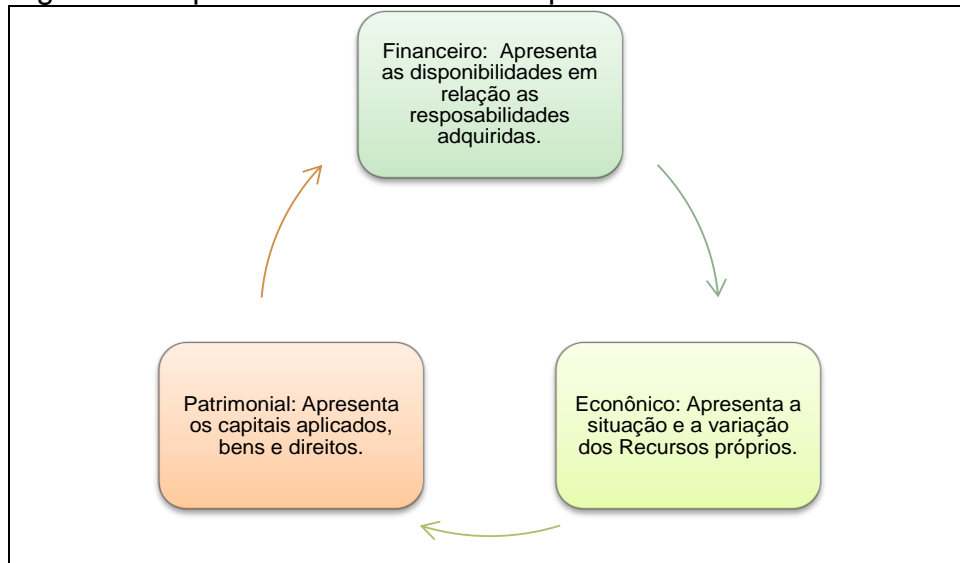 Financeiro: Apresenta
as disponibilidades em
relação as
resposabilidades
adquiridas.
Econônico: Apresenta a
situação e a variação
dos Recursos próprios.
Patrimonial: Apresenta
os capitais aplicados,
bens e direitos.